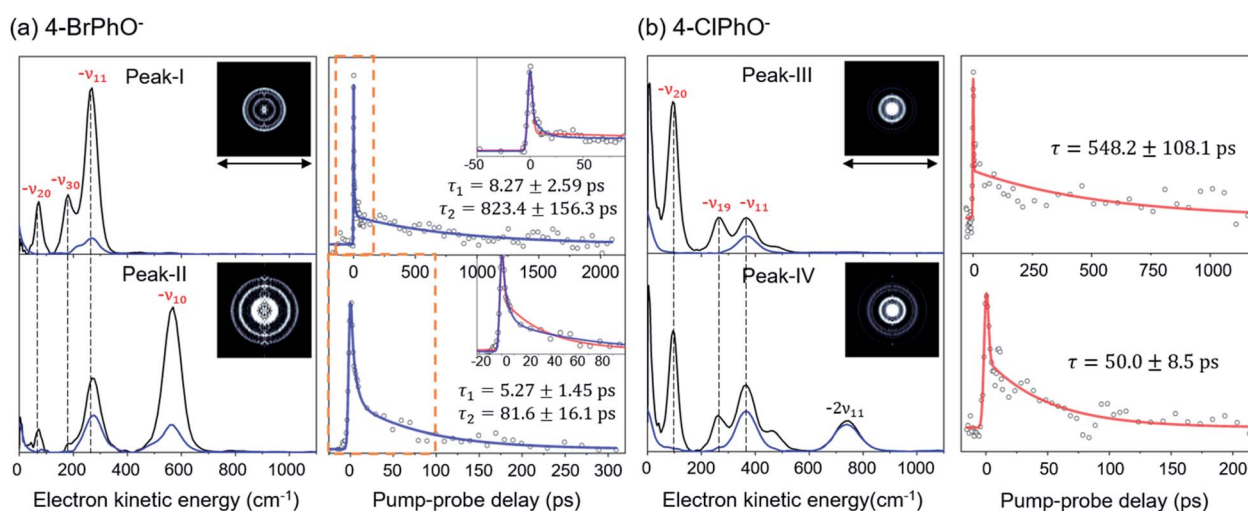 (a) 4-BrPhO⁻
Peak-I
-ν₁₁
-ν₂₀
-ν₃₀
Peak-II
-ν₁₀
0 200 400 600 800 1000
Electron kinetic energy (cm⁻¹)
-50 0 50
τ₁ = 8.27 ± 2.59 ps
τ₂ = 823.4 ± 156.3 ps
0 500 1000 1500 2000
-20 0 20 40 60 80
τ₁ = 5.27 ± 1.45 ps
τ₂ = 81.6 ± 16.1 ps
0 50 100 150 200 250 300
Pump-probe delay (ps)
(b) 4-ClPhO⁻
Peak-III
-ν₂₀
-ν₁₉
-ν₁₁
Peak-IV
-2ν₁₁
0 200 400 600 800 1000
Electron kinetic energy(cm⁻¹)
τ = 548.2 ± 108.1 ps
0 250 500 750 1000
τ = 50.0 ± 8.5 ps
0 50 100 150 200
Pump-probe delay (ps)